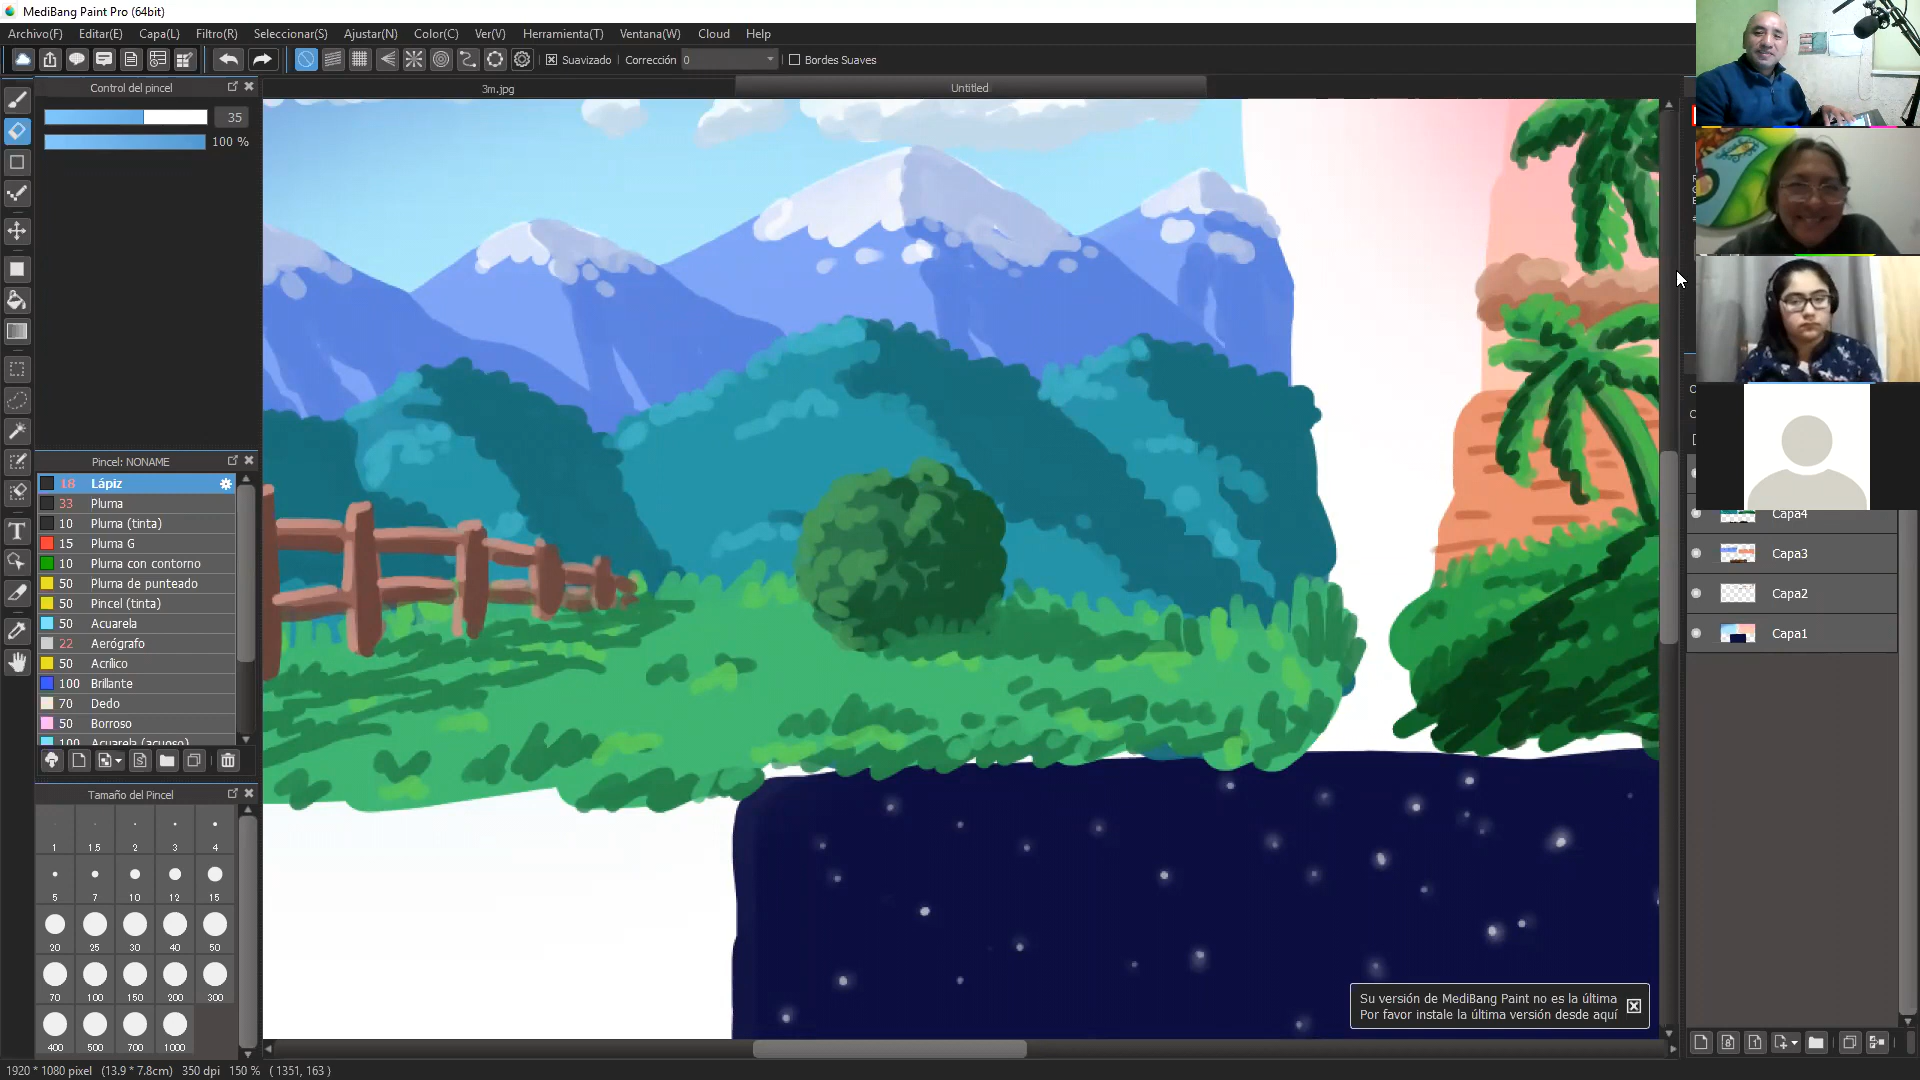 MediBang Paint Pro (64bit)
Archivo(F) Editar(E) Capa(L) Filtro(R) Seleccionar(S) Ajustar(N) Color(C) Ver(V) Herramienta(T) Ventana(W) Cloud Help
Suavizado Corrección 0 Bordes Suaves
Control del pincel
3m.jpg Untitled
35
100 %
Pincel: NONAME
18 Lápiz
33 Pluma
10 Pluma (tinta)
15 Pluma G
10 Pluma con contorno
50 Pluma de punteado
50 Pincel (tinta)
50 Acuarela
22 Aerógrafo
50 Acrílico
100 Brillante
70 Dedo
50 Borroso
100 Acuarela (acuoso)
Tamaño del Pincel
1 1.5 2 3 4
5 7 10 12 15
20 25 30 40 50
70 100 150 200 300
400 500 700 1000
Capa4
Capa3
Capa2
Capa1
Su versión de MediBang Paint no es la última
Por favor instale la última versión desde aquí
1920 * 1080 pixel (13.9 * 7.8cm) 350 dpi 150 % ( 1351, 163 )